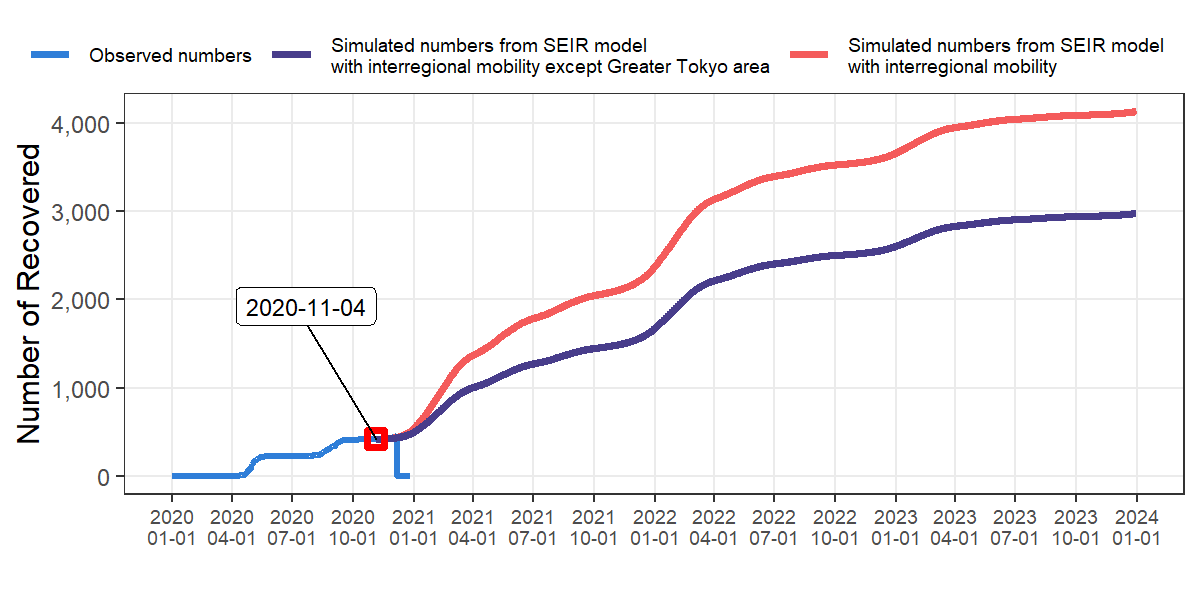 Observed numbers
Simulated numbers from SEIR model
with interregional mobility except Greater Tokyo area
Simulated numbers from SEIR model
with interregional mobility
Number of Recovered
4,000
3,000
2,000
1,000
0
2020-11-04
2020 2020 2020 2020 2021 2021 2021 2021 2022 2022 2022 2022 2023 2023 2023 2023 2024
01-01 04-01 07-01 10-01 01-01 04-01 07-01 10-01 01-01 04-01 07-01 10-01 01-01 04-01 07-01 10-01 01-01